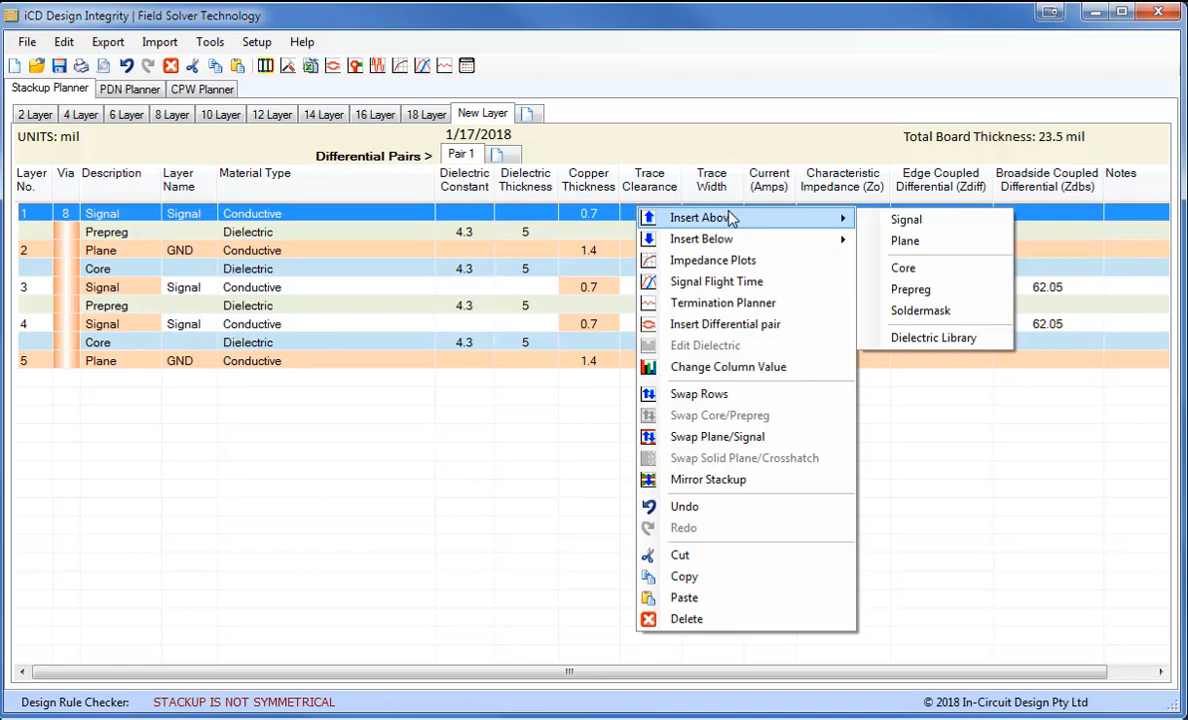 iCD Design Integrity | Field Solver Technology
File Edit Export Import Tools Setup Help
Stackup Planner PDN Planner CPW Planner
2 Layer 4 Layer 6 Layer 8 Layer 10 Layer 12 Layer 14 Layer 16 Layer 18 Layer New Layer
UNITS: mil 1/17/2018 Total Board Thickness: 23.5 mil
Differential Pairs > Pair 1
Layer No. Via Description Layer Name Material Type Dielectric Constant Dielectric Thickness Copper Thickness Trace Clearance Trace Width Current (Amps) Characteristic Impedance (Zo) Edge Coupled Differential (Zdiff) Broadside Coupled Differential (Zdbs) Notes
1 8 Signal Signal Conductive 0.7
Prepreg Dielectric 4.3 5
2 Plane GND Conductive 1.4
Core Dielectric 4.3 5
3 Signal Signal Conductive 0.7 62.05
Prepreg Dielectric 4.3 5
4 Signal Signal Conductive 0.7 62.05
Core Dielectric 4.3 5
5 Plane GND Conductive 1.4
Insert Above
Insert Below
Impedance Plots
Signal Flight Time
Termination Planner
Insert Differential pair
Edit Dielectric
Change Column Value
Swap Rows
Swap Core/Prepreg
Swap Plane/Signal
Swap Solid Plane/Crosshatch
Mirror Stackup
Undo
Redo
Cut
Copy
Paste
Delete
Signal
Plane
Core
Prepreg
Soldermask
Dielectric Library
Design Rule Checker: STACKUP IS NOT SYMMETRICAL © 2018 In-Circuit Design Pty Ltd